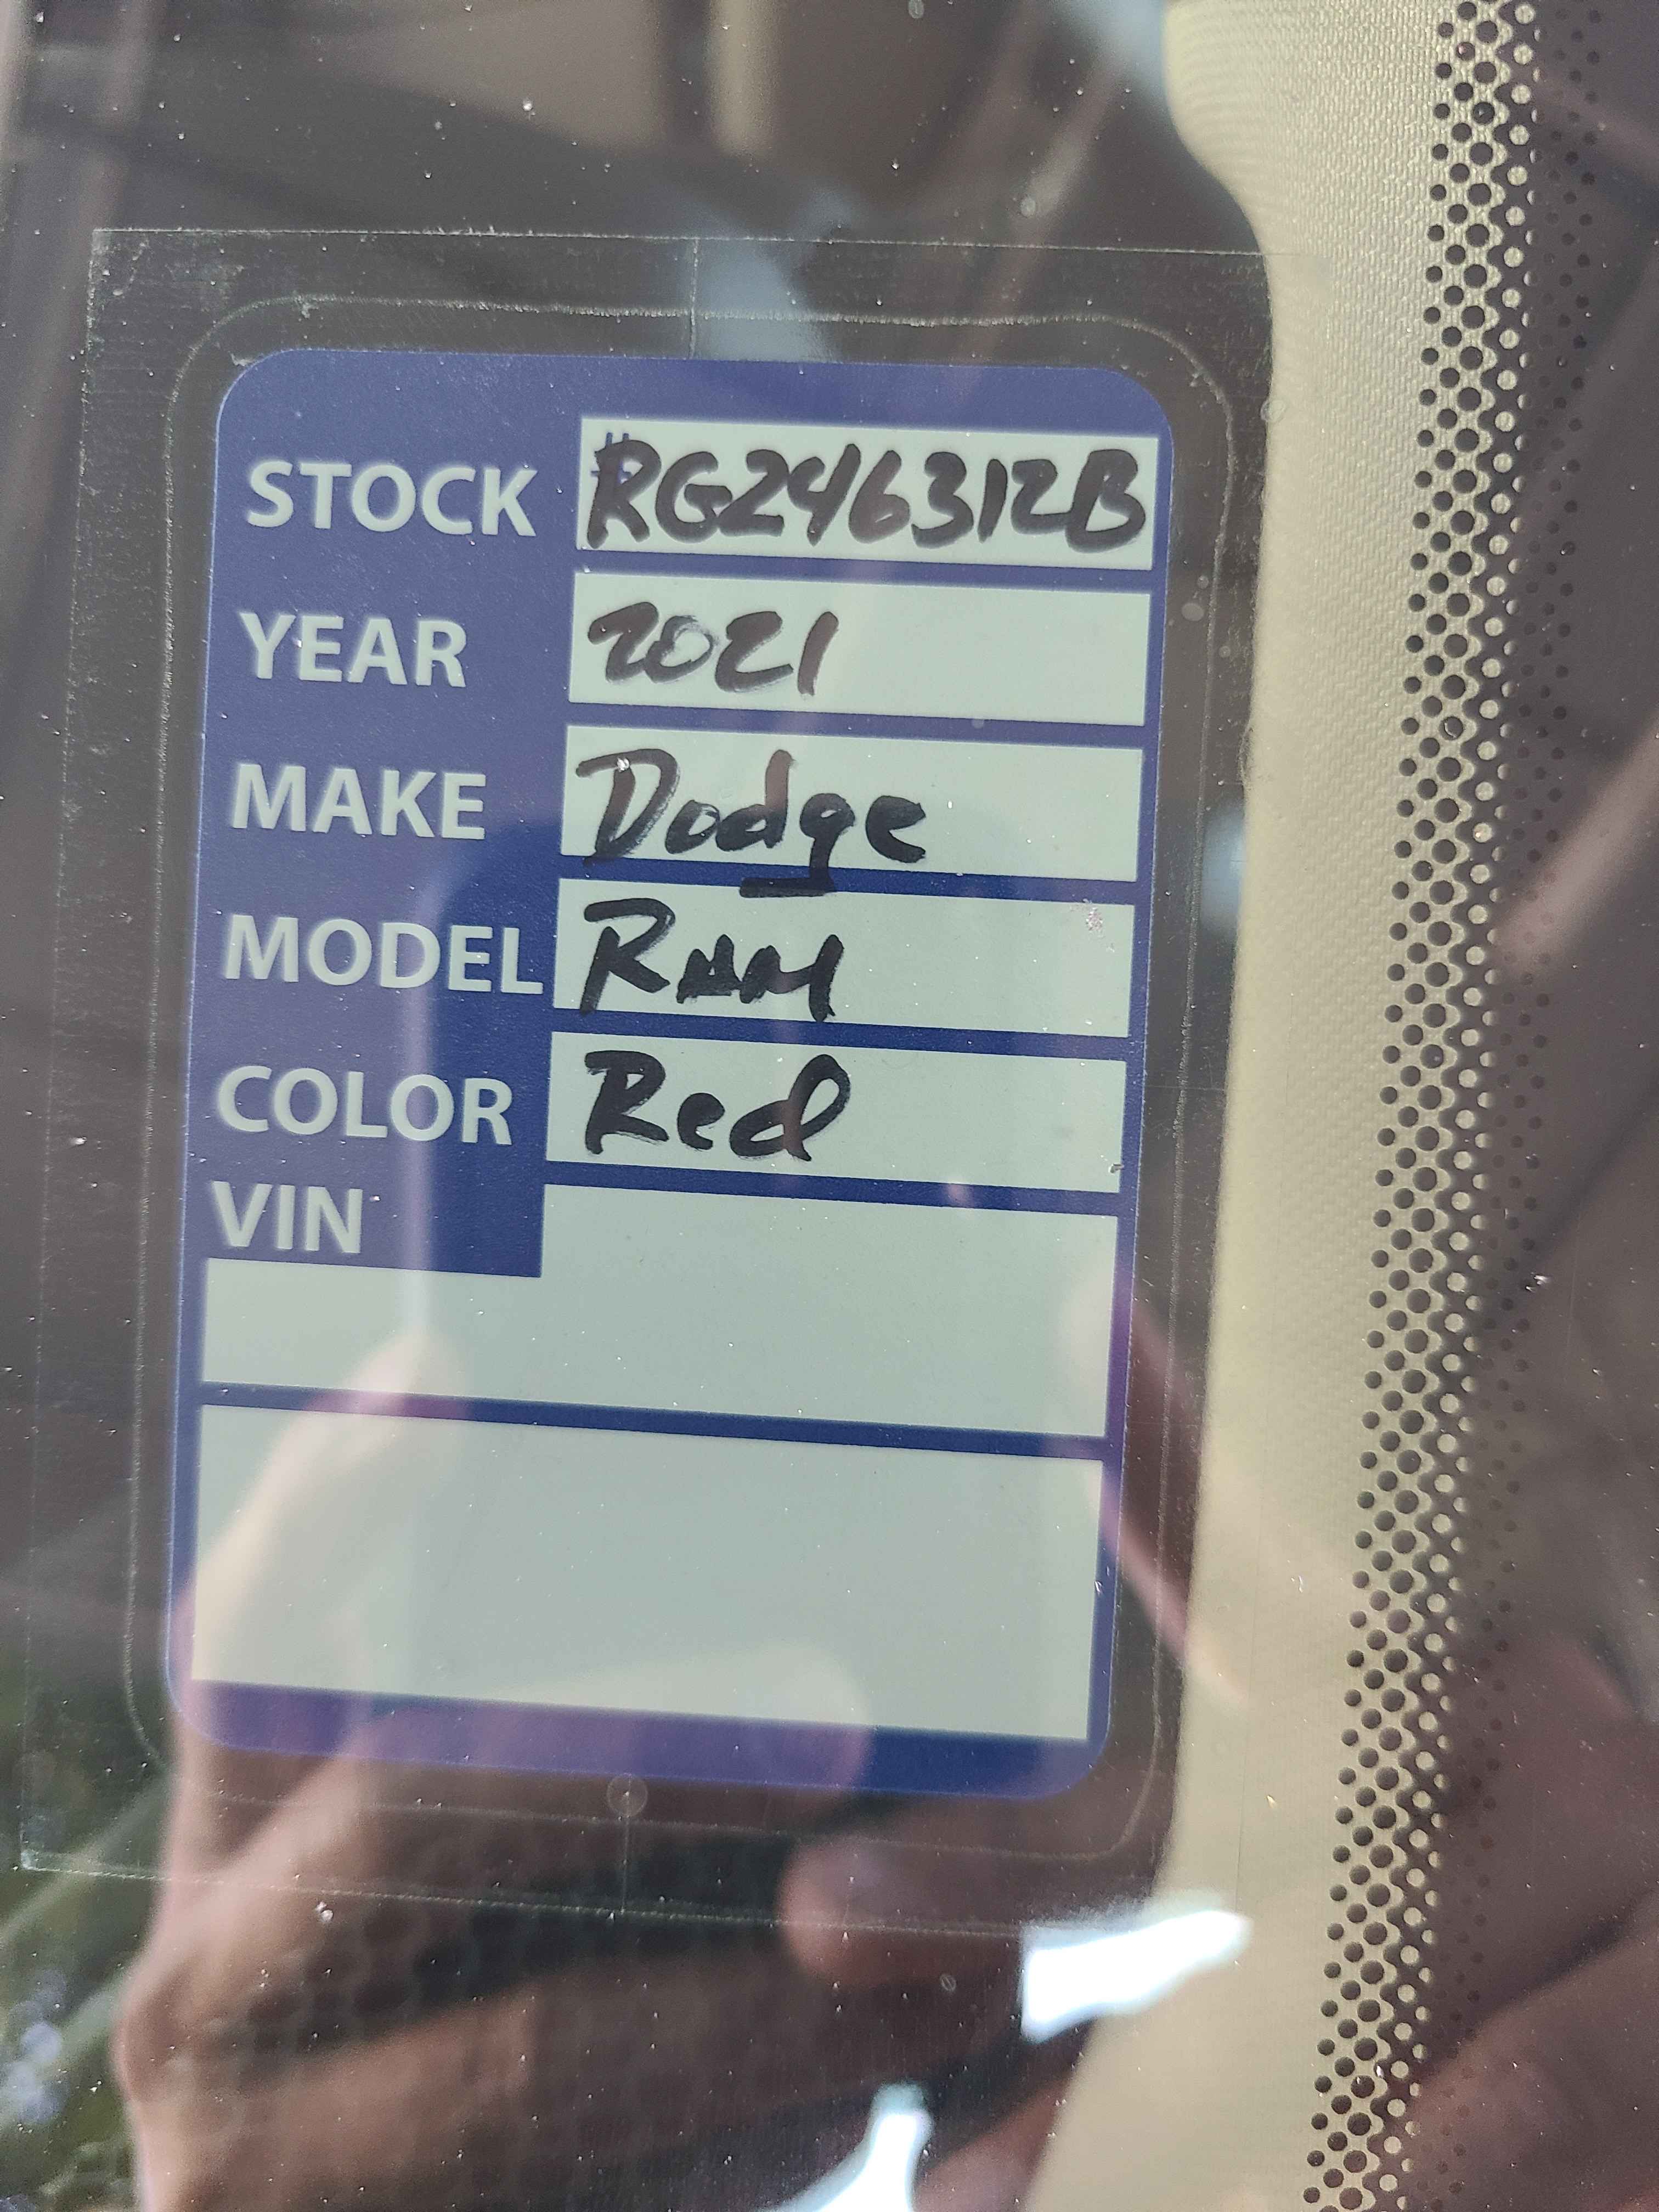 STOCK #RG246312B
YEAR 2021
MAKE Dodge
MODEL RAM
COLOR Red
VIN